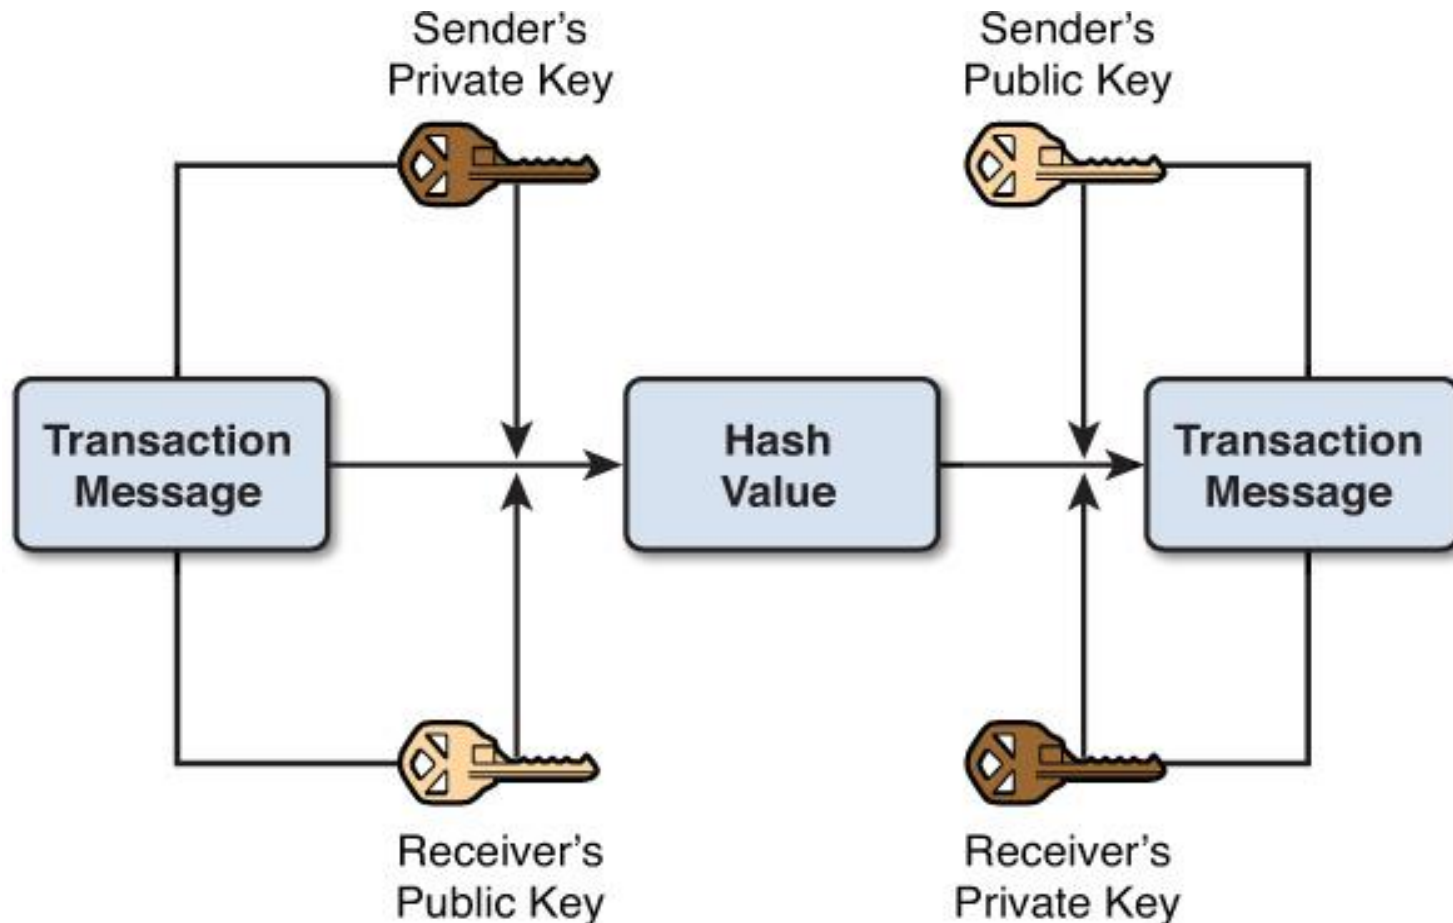 Sender’s
Private Key
Sender’s
Public Key
Transaction
Message
Hash
Value
Transaction
Message
Receiver’s
Public Key
Receiver’s
Private Key